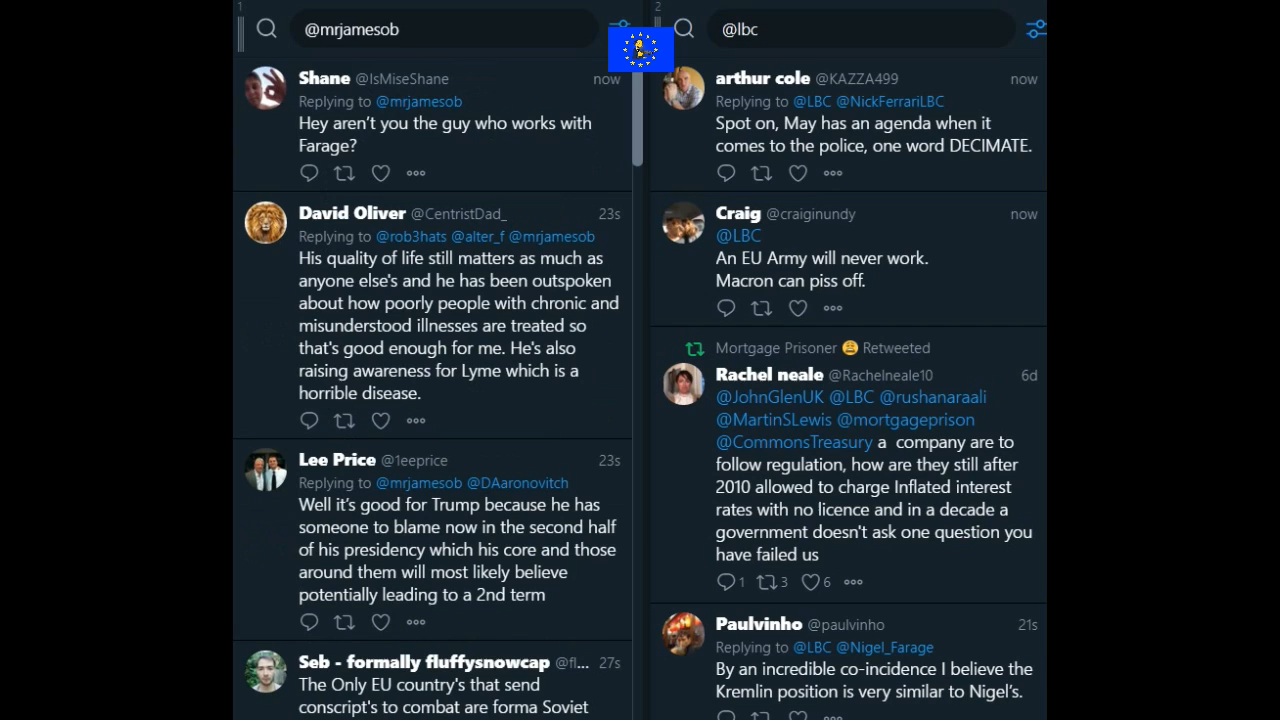 1
@mrjamesob
Shane @IsMiseShane now
Replying to @mrjamesob
Hey aren't you the guy who works with
Farage?
David Oliver @CentristDad_ 23s
Replying to @rob3hats @alter_f @mrjamesob
His quality of life still matters as much as
anyone else's and he has been outspoken
about how poorly people with chronic and
misunderstood illnesses are treated so
that's good enough for me. He's also
raising awareness for Lyme which is a
horrible disease.
Lee Price @1eeprice 23s
Replying to @mrjamesob @DAaronovitch
Well it's good for Trump because he has
someone to blame now in the second half
of his presidency which his core and those
around them will most likely believe
potentially leading to a 2nd term
Seb - formally fluffysnowcap @fl... 27s
The Only EU country's that send
conscript's to combat are forma Soviet
2
@lbc
arthur cole @KAZZA499 now
Replying to @LBC @NickFerrariLBC
Spot on, May has an agenda when it
comes to the police, one word DECIMATE.
Craig @craiginundy now
@LBC
An EU Army will never work.
Macron can piss off.
Mortgage Prisoner 😩 Retweeted
Rachel neale @Rachelneale10 6d
@JohnGlenUK @LBC @rushanaraali
@MartinSLewis @mortgageprison
@CommonsTreasury a  company are to
follow regulation, how are they still after
2010 allowed to charge Inflated interest
rates with no licence and in a decade a
government doesn't ask one question you
have failed us
1 3 6
Paulvinho @paulvinho 21s
Replying to @LBC @Nigel_Farage
By an incredible co-incidence I believe the
Kremlin position is very similar to Nigel's.